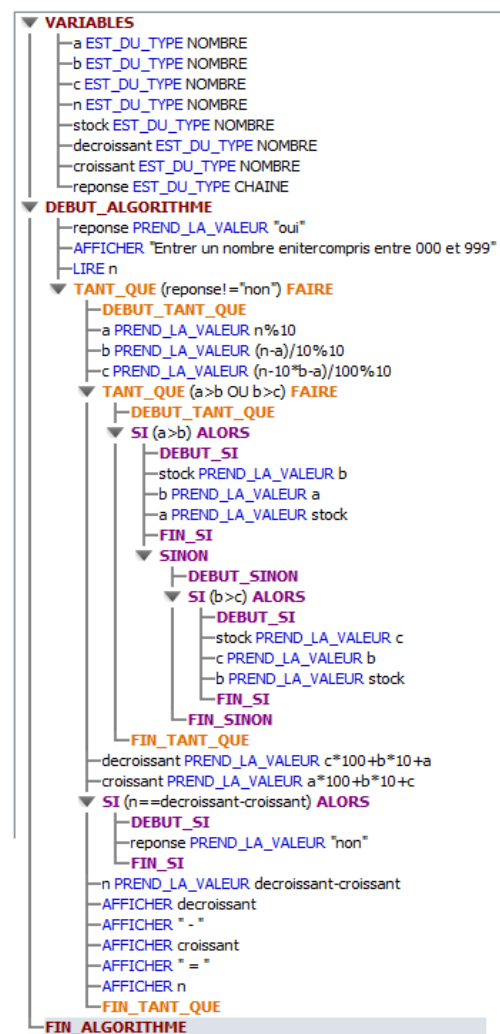 VARIABLES
a EST_DU_TYPE NOMBRE
b EST_DU_TYPE NOMBRE
c EST_DU_TYPE NOMBRE
n EST_DU_TYPE NOMBRE
stock EST_DU_TYPE NOMBRE
decroissant EST_DU_TYPE NOMBRE
croissant EST_DU_TYPE NOMBRE
reponse EST_DU_TYPE CHAINE
DEBUT_ALGORITHME
reponse PREND_LA_VALEUR "oui"
AFFICHER "Entrer un nombre enitercompris entre 000 et 999"
LIRE n
TANT_QUE (reponse!="non") FAIRE
DEBUT_TANT_QUE
a PREND_LA_VALEUR n%10
b PREND_LA_VALEUR (n-a)/10%10
c PREND_LA_VALEUR (n-10*b-a)/100%10
TANT_QUE (a>b OU b>c) FAIRE
DEBUT_TANT_QUE
SI (a>b) ALORS
DEBUT_SI
stock PREND_LA_VALEUR b
b PREND_LA_VALEUR a
a PREND_LA_VALEUR stock
FIN_SI
SINON
DEBUT_SINON
SI (b>c) ALORS
DEBUT_SI
stock PREND_LA_VALEUR c
c PREND_LA_VALEUR b
b PREND_LA_VALEUR stock
FIN_SI
FIN_SINON
FIN_TANT_QUE
decroissant PREND_LA_VALEUR c*100+b*10+a
croissant PREND_LA_VALEUR a*100+b*10+c
SI (n==decroissant-croissant) ALORS
DEBUT_SI
reponse PREND_LA_VALEUR "non"
FIN_SI
n PREND_LA_VALEUR decroissant-croissant
AFFICHER decroissant
AFFICHER " - "
AFFICHER croissant
AFFICHER " = "
AFFICHER n
FIN_TANT_QUE
FIN_ALGORITHME